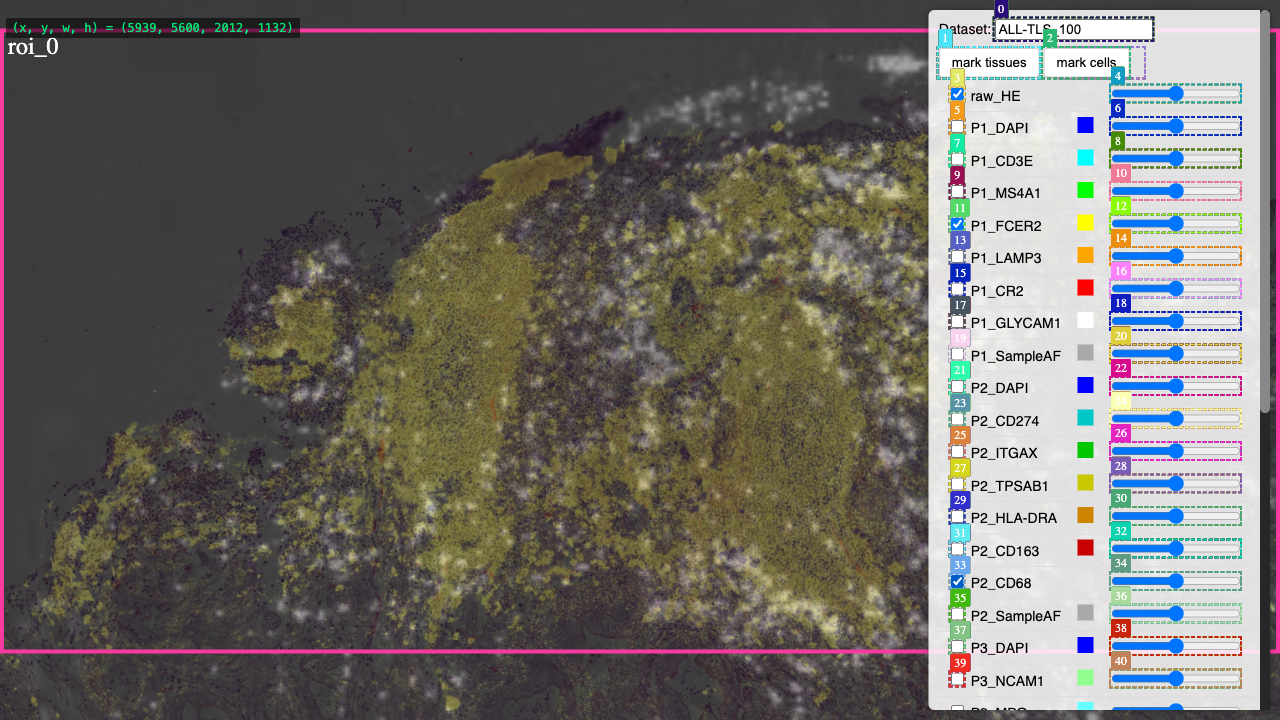 (x, y, w, h) = (5939, 5600, 2012, 1132)
roi_0
0
Dataset: ALL-TLS_100
1
2
mark tissues
mark cells
3
raw_HE
4
5
P1_DAPI
6
7
P1_CD3E
8
9
P1_MS4A1
10
11
P1_FCER2
12
13
P1_LAMP3
14
15
P1_CR2
16
17
P1_GLYCAM1
18
19
P1_SampleAF
20
21
P2_DAPI
22
23
P2_CD274
24
25
P2_ITGAX
26
27
P2_TPSAB1
28
29
P2_HLA-DRA
30
31
P2_CD163
32
33
P2_CD68
34
35
P2_SampleAF
36
37
P3_DAPI
38
39
P3_NCAM1
40